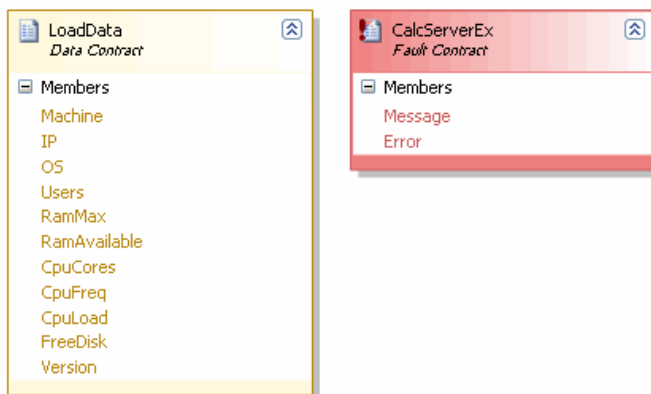 LoadData
Data Contract
Members
Machine
IP
OS
Users
RamMax
RamAvailable
CpuCores
CpuFreq
CpuLoad
FreeDisk
Version
CalcServerEx
Fault Contract
Members
Message
Error